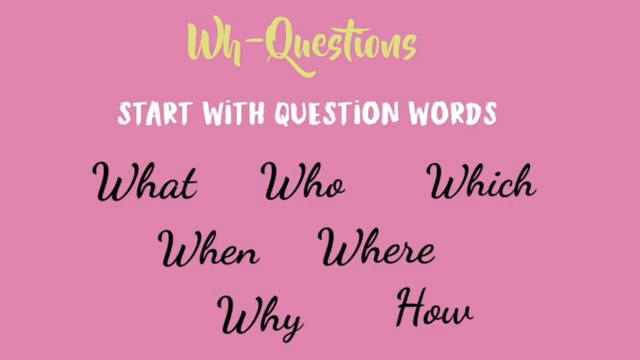 Wh-Questions
START WITH QUESTION WORDS
What Who Which
When Where
Why How